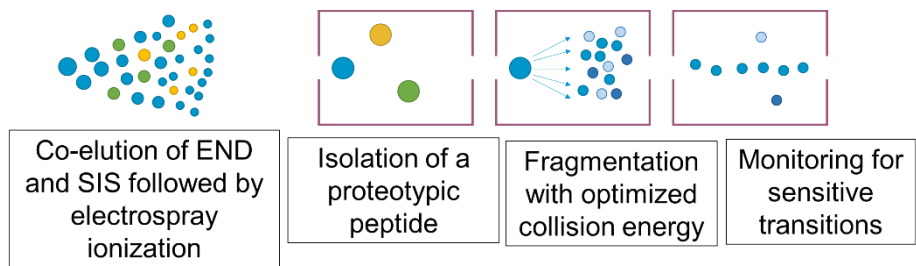 Co-elution of END
and SIS followed by
electrospray
ionization
Isolation of a
proteotypic
peptide
Fragmentation
with optimized
collision energy
Monitoring for
sensitive
transitions